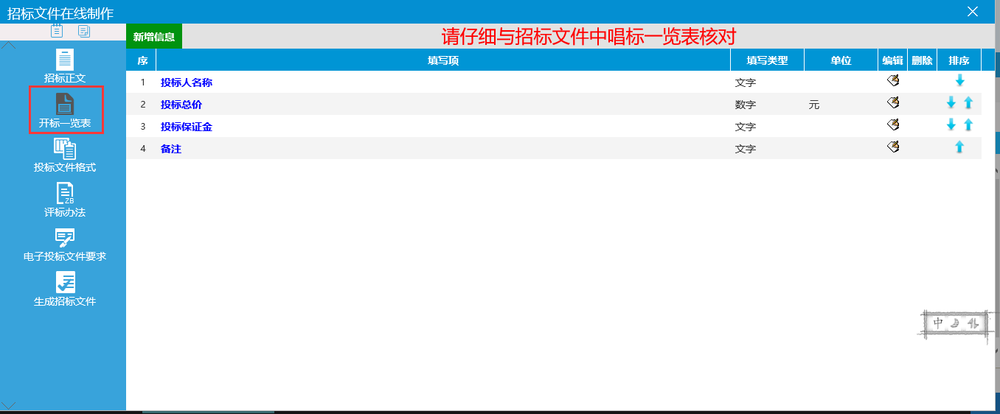 招标文件在线制作
招标正文
开标一览表
投标文件格式
ZB
评标办法
电子投标文件要求
生成招标文件
新增信息
请仔细与招标文件中唱标一览表核对
序 填写项 填写类型 单位 编辑 删除 排序
1 投标人名称 文字
2 投标总价 数字 元
3 投标保证金 文字
4 备注 文字
中